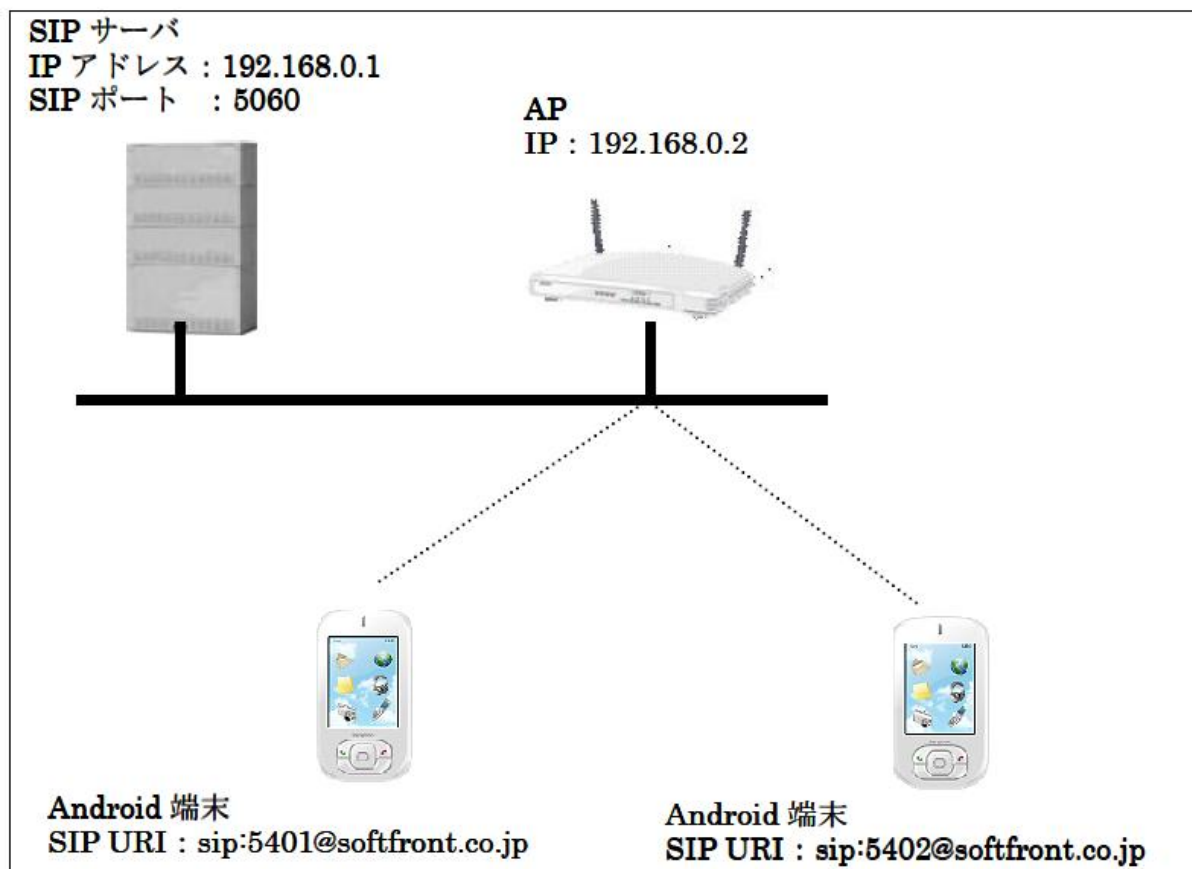 SIP サーバ
IP アドレス：192.168.0.1
SIP ポート ：5060
AP
IP：192.168.0.2
Android 端末
SIP URI：sip:5401@softfront.co.jp
Android 端末
SIP URI：sip:5402@softfront.co.jp